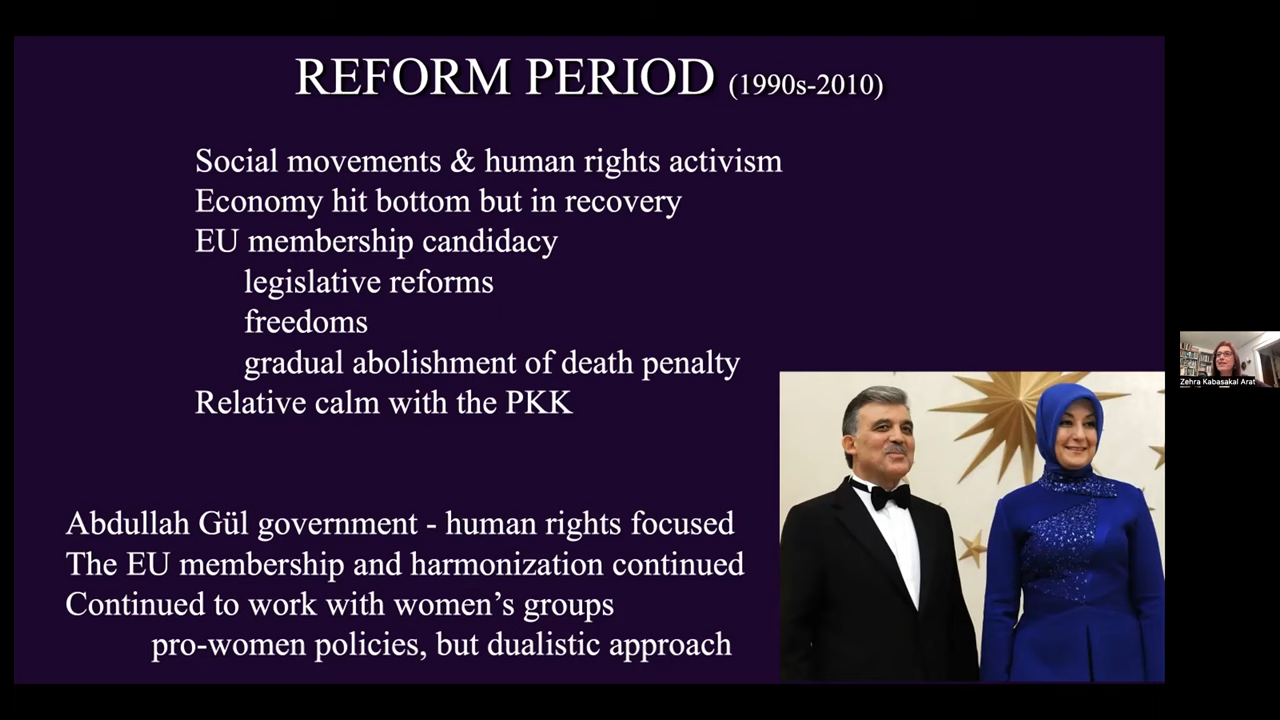 REFORM PERIOD (1990s-2010)
Social movements & human rights activism
Economy hit bottom but in recovery
EU membership candidacy
legislative reforms
freedoms
gradual abolishment of death penalty
Relative calm with the PKK
Abdullah Gül government - human rights focused
The EU membership and harmonization continued
Continued to work with women’s groups
pro-women policies, but dualistic approach
Zehra Kabasakal Arat